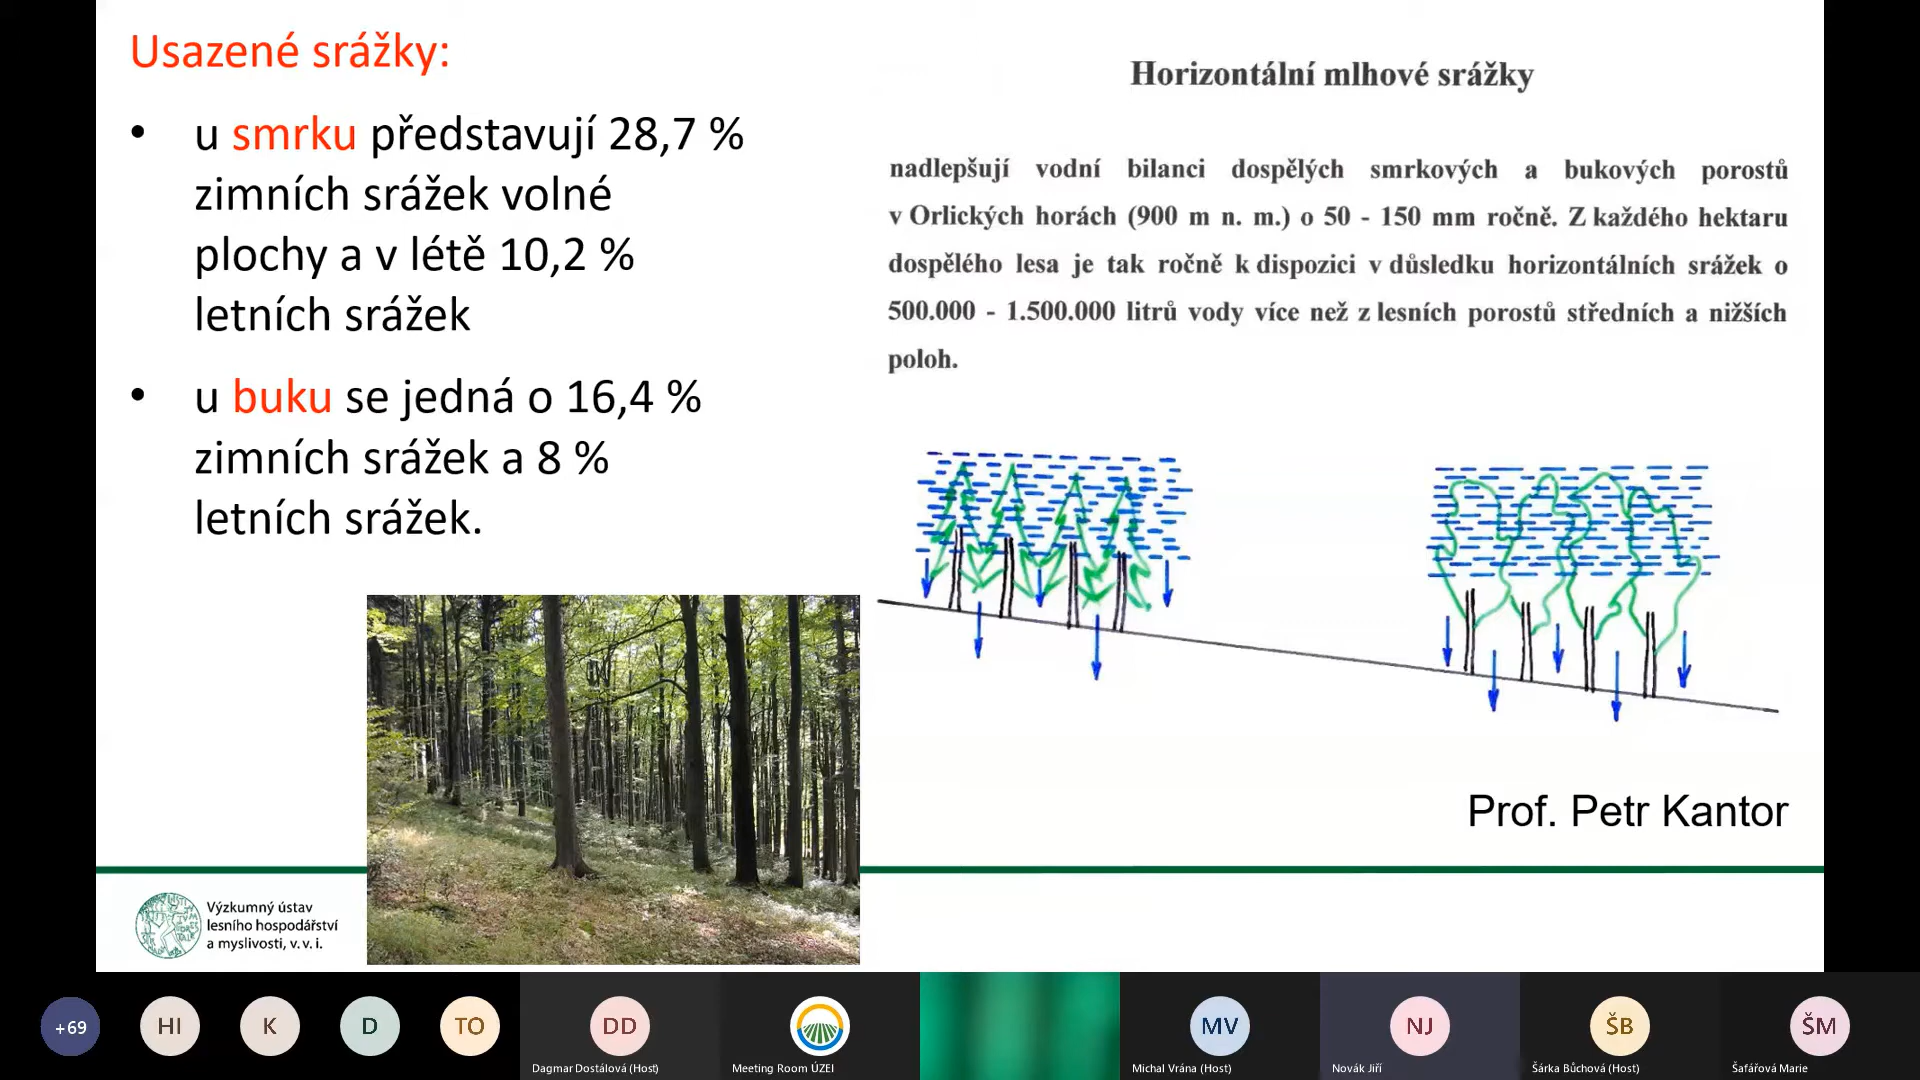 Usazené srážky:
• u smrku představují 28,7 %
zimních srážek volné
plochy a v létě 10,2 %
letních srážek
• u buku se jedná o 16,4 %
zimních srážek a 8 %
letních srážek.
Horizontální mlhové srážky
nadlepšují vodní bilanci dospělých smrkových a bukových porostů
v Orlických horách (900 m n. m.) o 50 - 150 mm ročně. Z každého hektaru
dospělého lesa je tak ročně k dispozici v důsledku horizontálních srážek o
500.000 - 1.500.000 litrů vody více než z lesních porostů středních a nižších
poloh.
Prof. Petr Kantor
Výzkumný ústav
lesního hospodářství
a myslivosti, v. v. i.
+69
HI
K
D
TO
DD
Dagmar Dostálová (Host)
Meeting Room ÚZEI
MV
Michal Vrána (Host)
NJ
Novák Jiří
ŠB
Šárka Bůchová (Host)
ŠM
Šafářová Marie